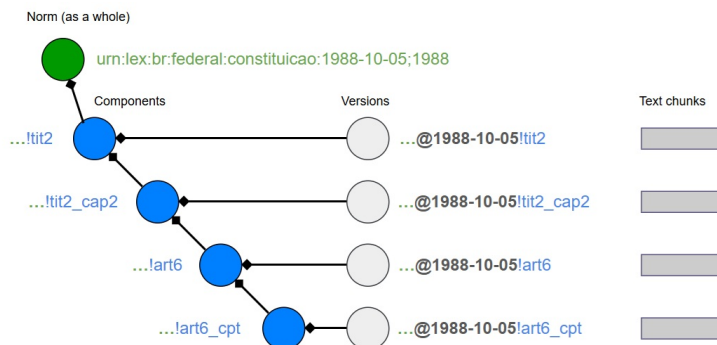 Norm (as a whole)
urn:lex:br:federal:constituicao:1988-10-05;1988
Components Versions Text chunks
...!tit2 ...@1988-10-05!tit2
...!tit2_cap2 ...@1988-10-05!tit2_cap2
...!art6 ...@1988-10-05!art6
...!art6_cpt ...@1988-10-05!art6_cpt